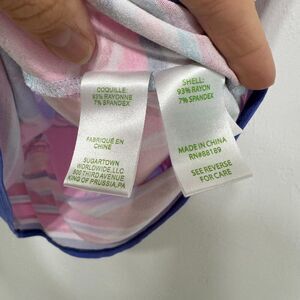 COQUILLE:
93% RAYONNE
7% SPANDEX
FABRIQUÉ EN
CHINE
SUGARTOWN
WORLDWIDE, LLC
800 THIRD AVENUE
KING OF PRUSSIA, PA
SHELL:
93% RAYON
7% SPANDEX
MADE IN CHINA
RN#88189
SEE REVERSE
FOR CARE